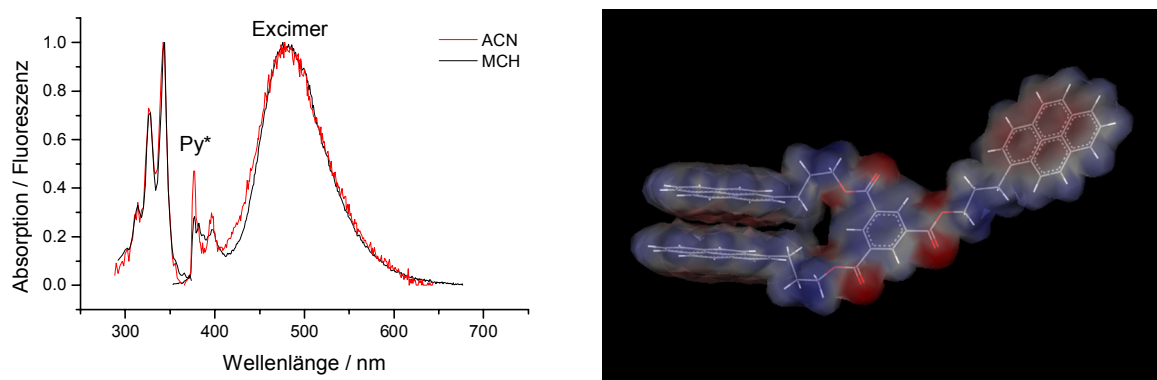 Excimer
ACN
MCH
Py*
1.0
0.8
0.6
0.4
0.2
0.0
Absorption / Fluoreszenz
300
400
500
600
700
Wellenlänge / nm